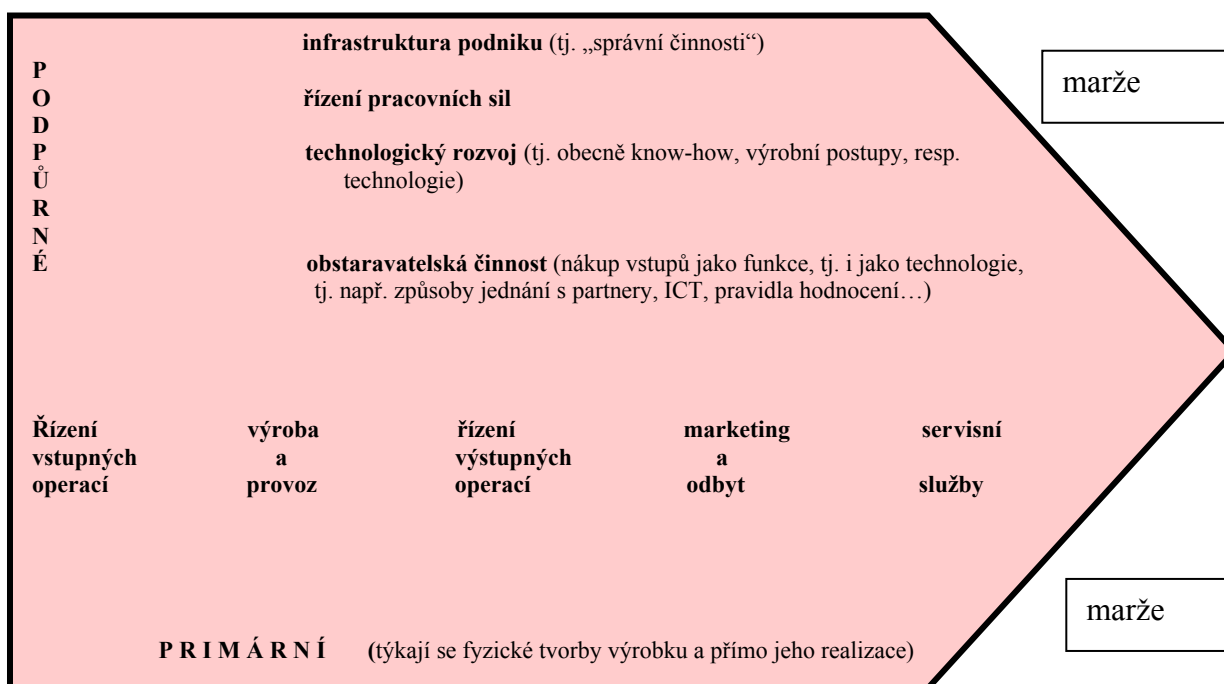 infrastruktura podniku (tj. „správní činnosti“)
marže
PODPŮRNÉ
řízení pracovních sil
technologický rozvoj (tj. obecně know-how, výrobní postupy, resp.
technologie)
obstaravatelská činnost (nákup vstupů jako funkce, tj. i jako technologie,
tj. např. způsoby jednání s partnery, ICT, pravidla hodnocení…)
Řízení
vstupných
operací
výroba
a
provoz
řízení
výstupných
operací
marketing
a
odbyt
servisní
služby
marže
P R I M Á R N Í (týkají se fyzické tvorby výrobku a přímo jeho realizace)